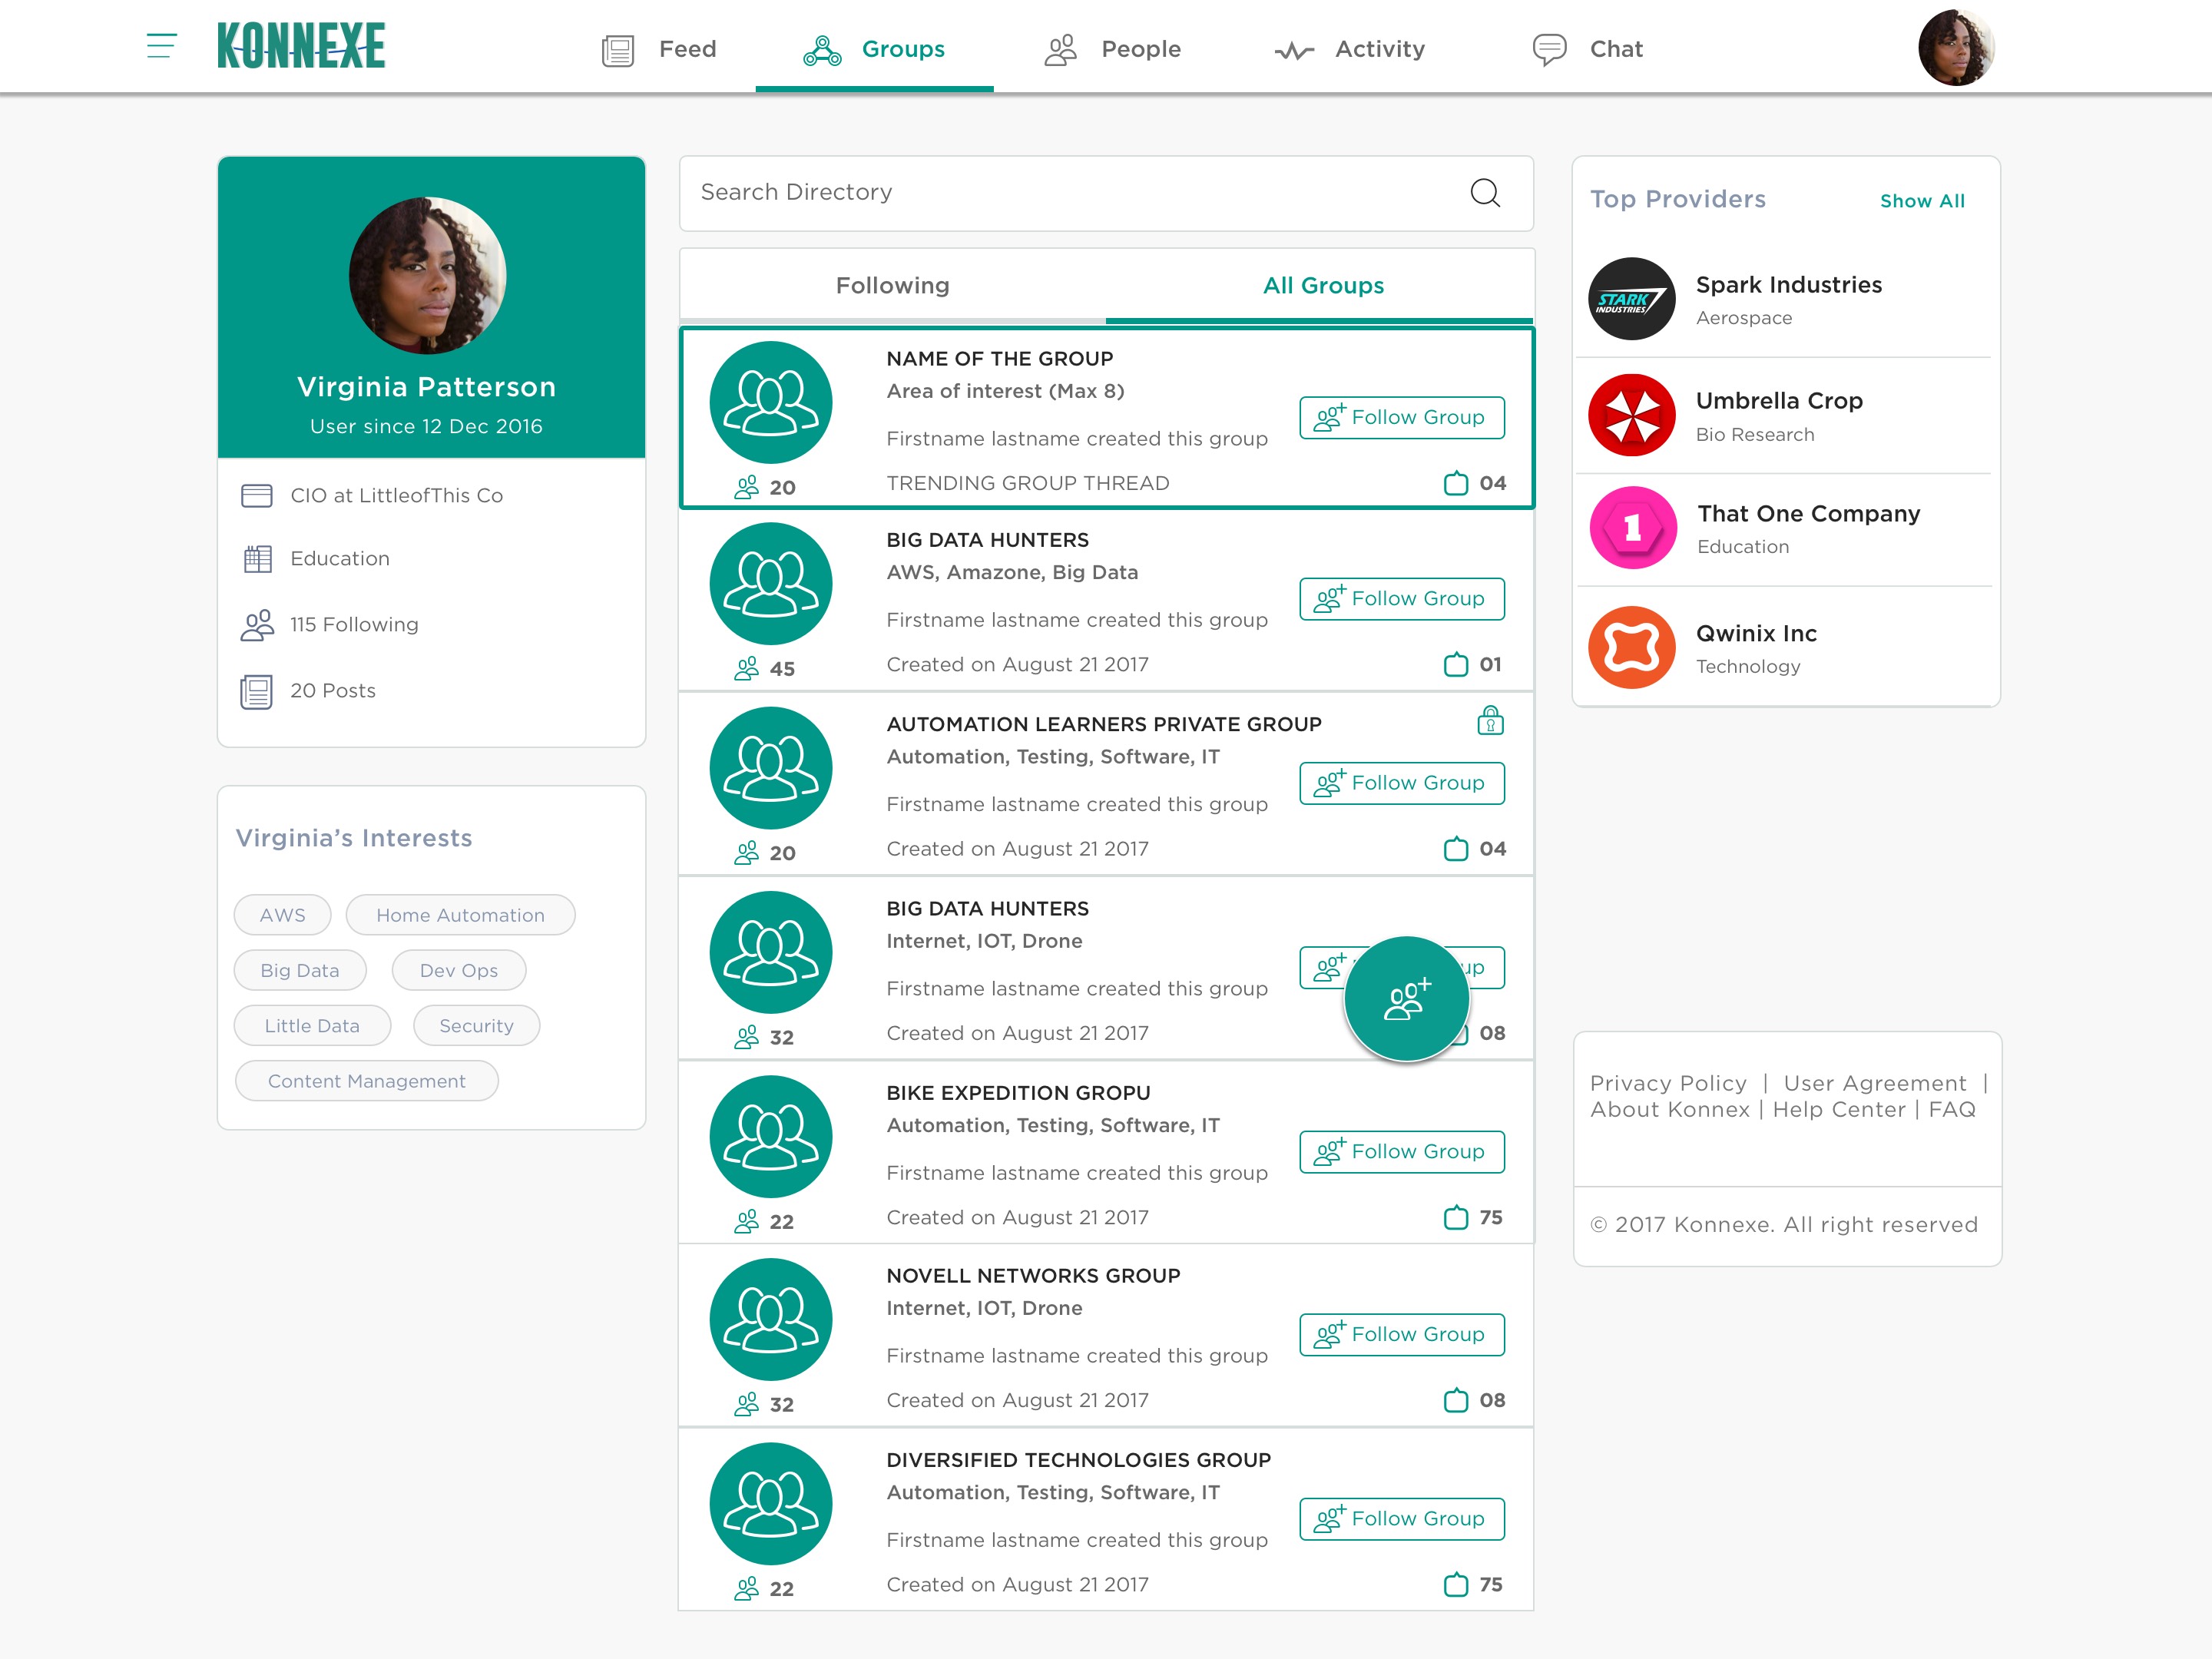 KONNEXE
Feed
Groups
People
Activity
Chat
Virginia Patterson
User since 12 Dec 2016
CIO at LittleofThis Co
Education
115 Following
20 Posts
Virginia's Interests
AWS
Home Automation
Big Data
Dev Ops
Little Data
Security
Content Management
Search Directory
Following
All Groups
NAME OF THE GROUP
Area of interest (Max 8)
Follow Group
Firstname lastname created this group
20
TRENDING GROUP THREAD
04
BIG DATA HUNTERS
AWS, Amazone, Big Data
Follow Group
Firstname lastname created this group
45
Created on August 21 2017
01
AUTOMATION LEARNERS PRIVATE GROUP
Automation, Testing, Software, IT
Follow Group
Firstname lastname created this group
20
Created on August 21 2017
04
BIG DATA HUNTERS
Internet, IOT, Drone
up
Firstname lastname created this group
32
Created on August 21 2017
08
BIKE EXPEDITION GROPU
Automation, Testing, Software, IT
Follow Group
Firstname lastname created this group
22
Created on August 21 2017
75
NOVELL NETWORKS GROUP
Internet, IOT, Drone
Follow Group
Firstname lastname created this group
32
Created on August 21 2017
08
DIVERSIFIED TECHNOLOGIES GROUP
Automation, Testing, Software, IT
Follow Group
Firstname lastname created this group
22
Created on August 21 2017
75
Top Providers
Show All
STARK
INDUSTRIES
Spark Industries
Aerospace
Umbrella Crop
Bio Research
1
That One Company
Education
Qwinix Inc
Technology
Privacy Policy | User Agreement |
About Konnex | Help Center | FAQ
© 2017 Konnexe. All right reserved